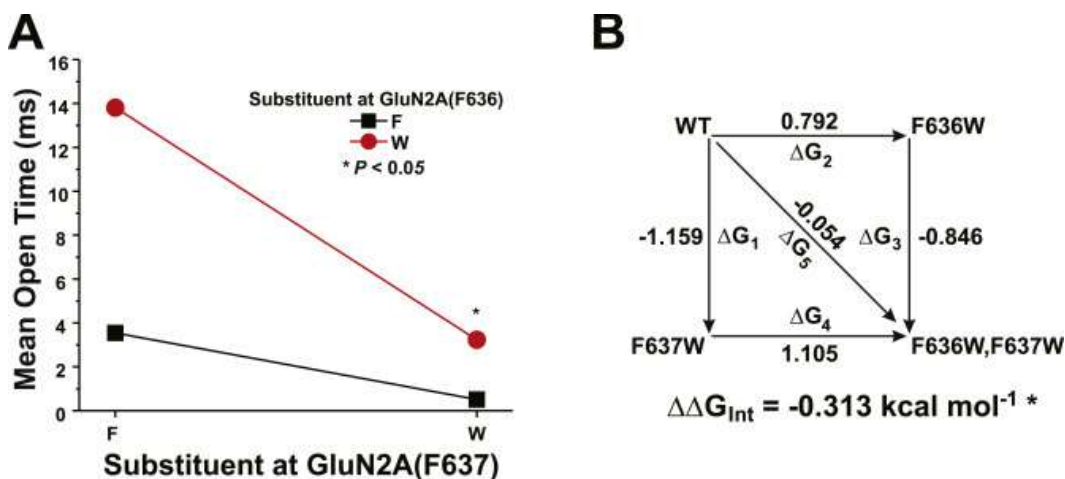 A
Mean Open Time (ms)
16
14
12
10
8
6
4
2
0
Substituent at GluN2A(F636)
F
W
* P < 0.05
*
F
W
Substituent at GluN2A(F637)
B
WT
0.792
F636W
ΔG2
-1.159
ΔG1
-0.054
ΔG5
ΔG3
-0.846
ΔG4
F637W
1.105
F636W,F637W
ΔΔGInt = -0.313 kcal mol-1 *